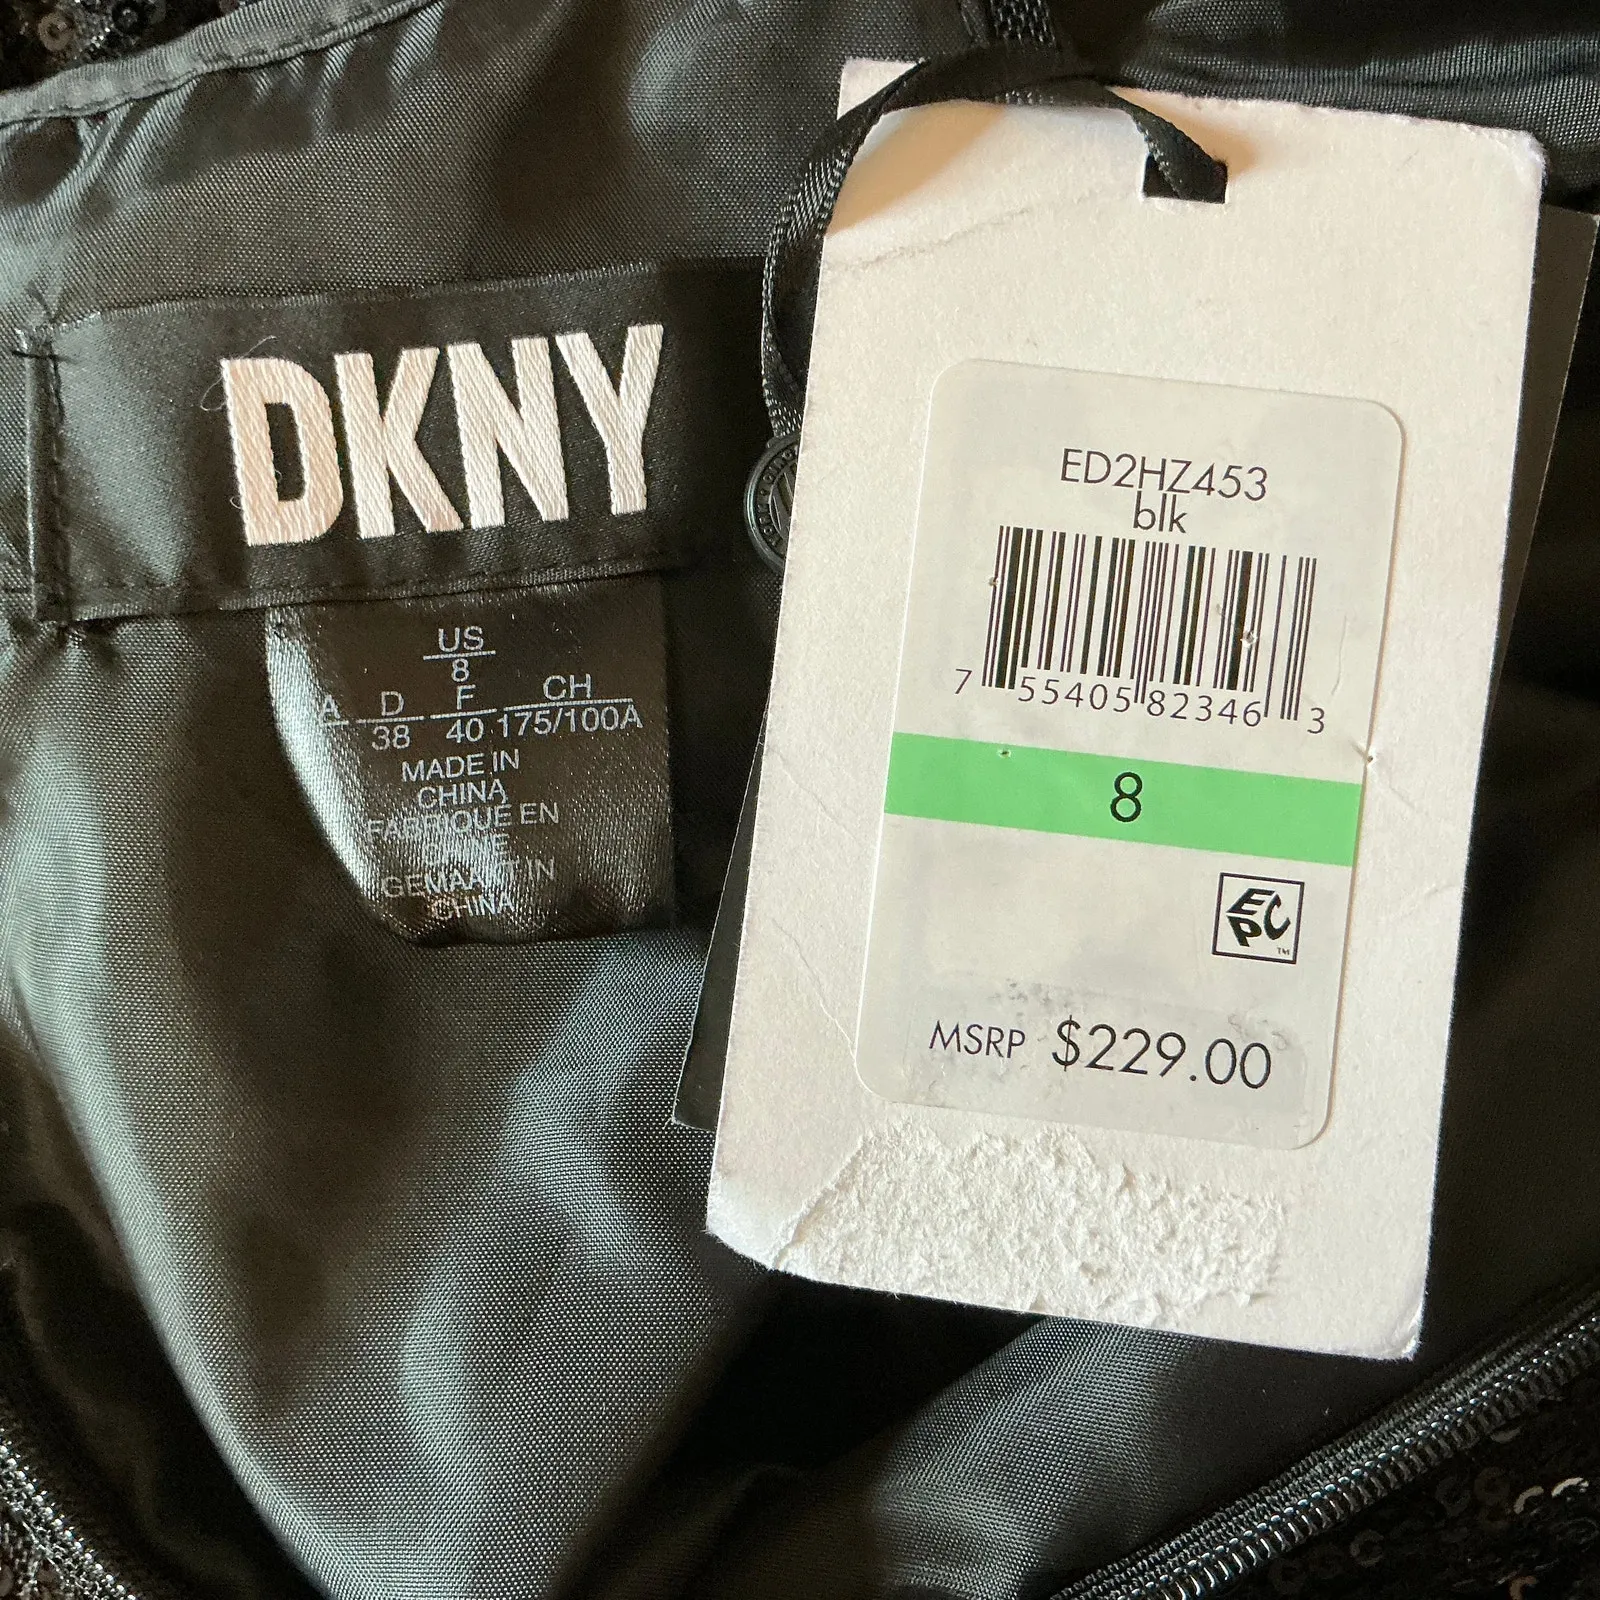 DKNY
US
8
A D F CH
38 40 175/100A
MADE IN
CHINA
FABRIQUÉ EN
CHINE
GEMAAKT IN
CHINA
ED2HZ453
blk
7 55405 82346 3
8
EPC™
MSRP $229.00